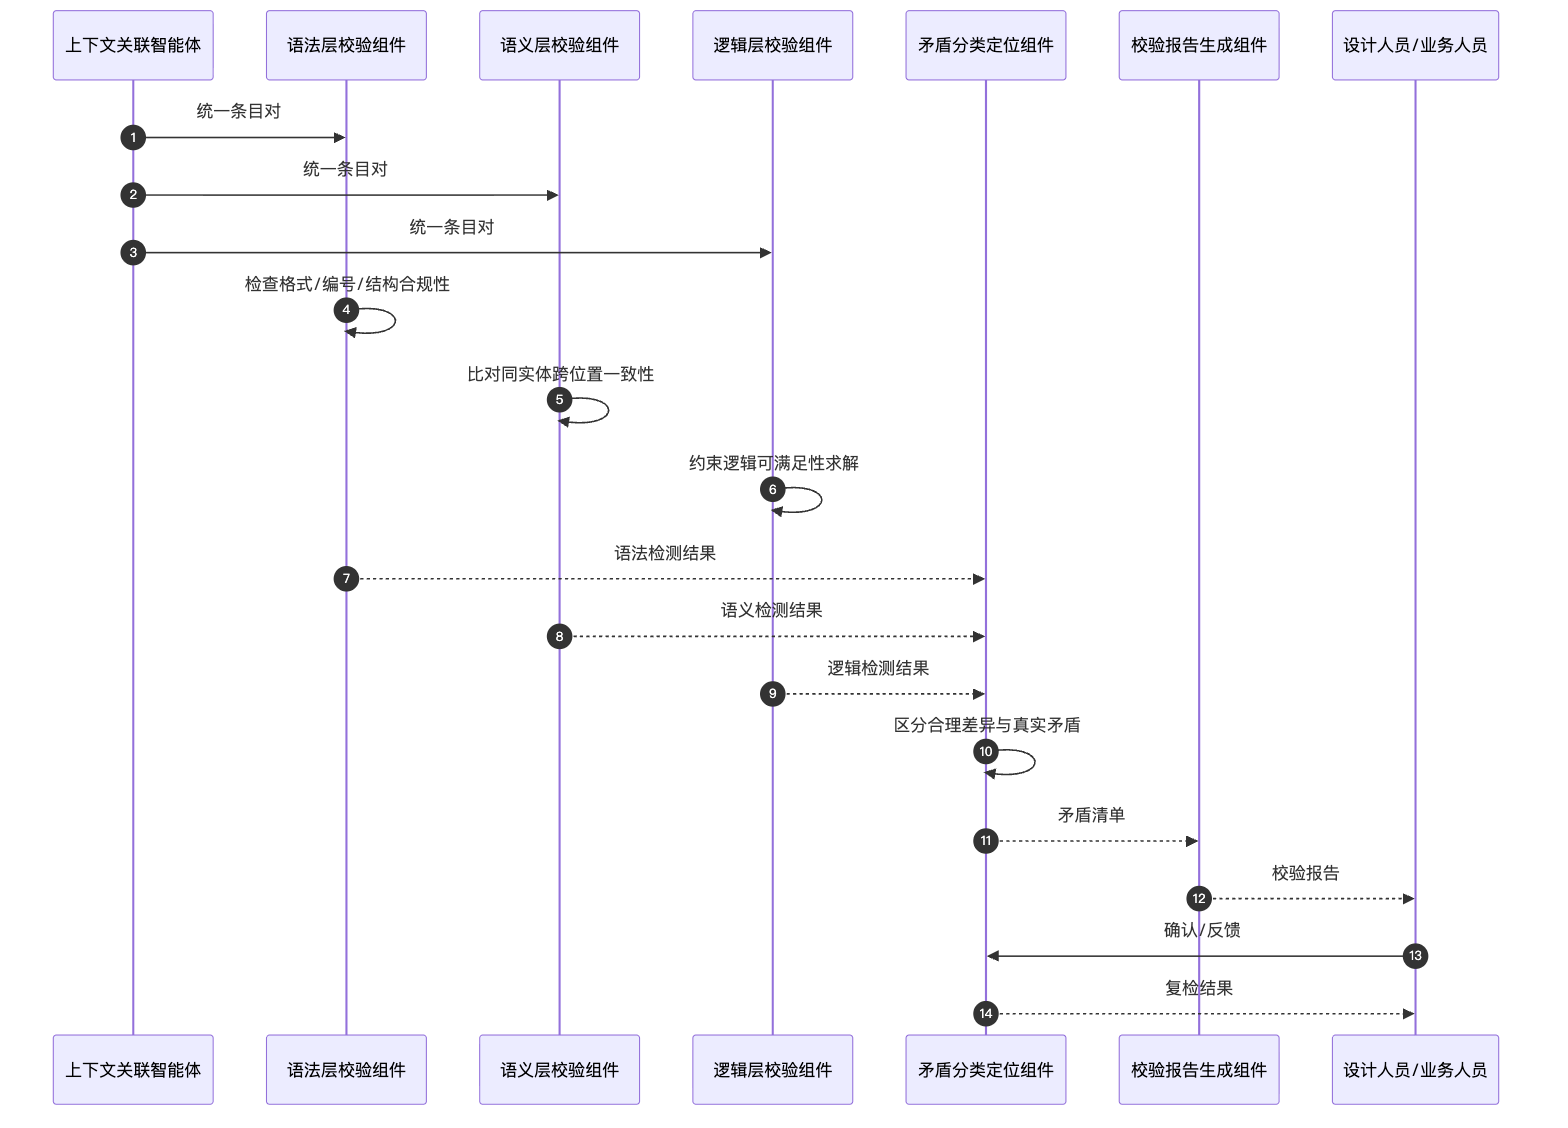 上下文关联智能体
语法层校验组件
语义层校验组件
逻辑层校验组件
矛盾分类定位组件
校验报告生成组件
设计人员/业务人员
统一条目对
1
统一条目对
2
统一条目对
3
检查格式/编号/结构合规性
4
比对同实体跨位置一致性
5
约束逻辑可满足性求解
6
语法检测结果
7
语义检测结果
8
逻辑检测结果
9
区分合理差异与真实矛盾
10
矛盾清单
11
校验报告
12
确认/反馈
13
复检结果
14
上下文关联智能体
语法层校验组件
语义层校验组件
逻辑层校验组件
矛盾分类定位组件
校验报告生成组件
设计人员/业务人员